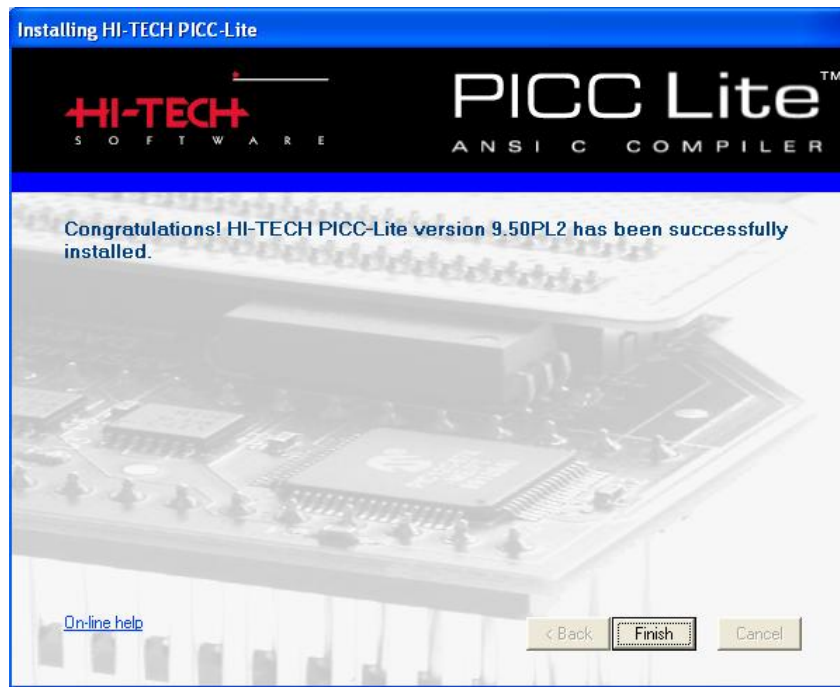 Installing HI-TECH PICC-Lite
HI-TECH
SOFTWARE
PICC Lite™
ANSI C COMPILER
Congratulations! HI-TECH PICC-Lite version 9.50PL2 has been successfully
installed.
On-line help
< Back Finish Cancel